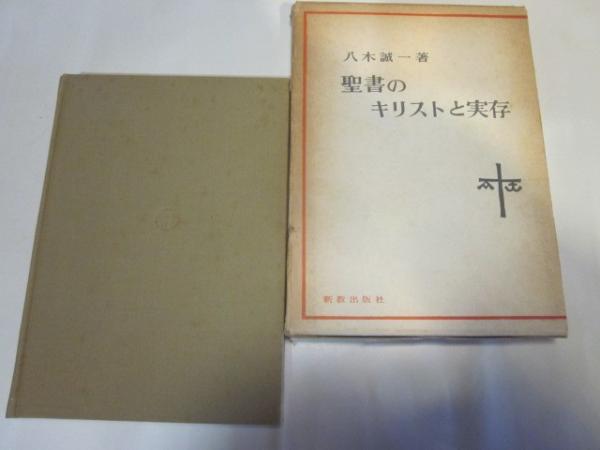 八木誠一著
聖書の
キリストと実存
新教出版社